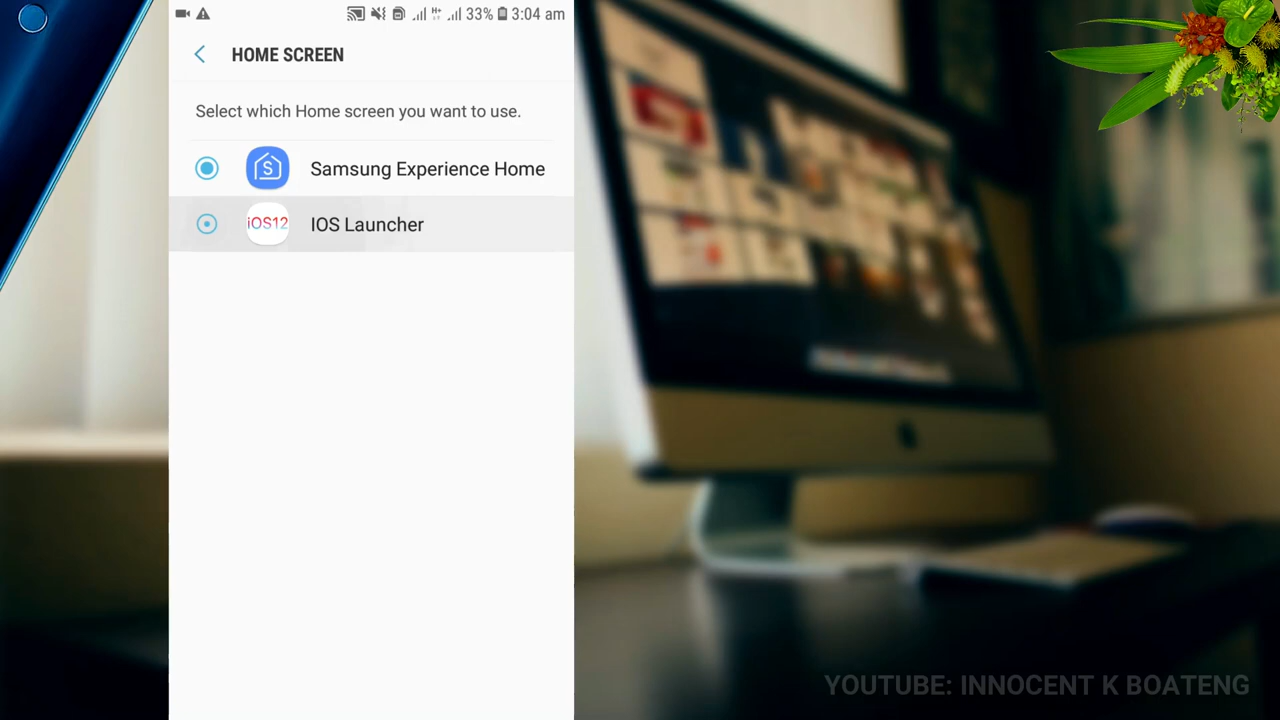 33% 3:04 am
HOME SCREEN
Select which Home screen you want to use.
S Samsung Experience Home
iOS12 IOS Launcher
YOUTUBE: INNOCENT K BOATENG